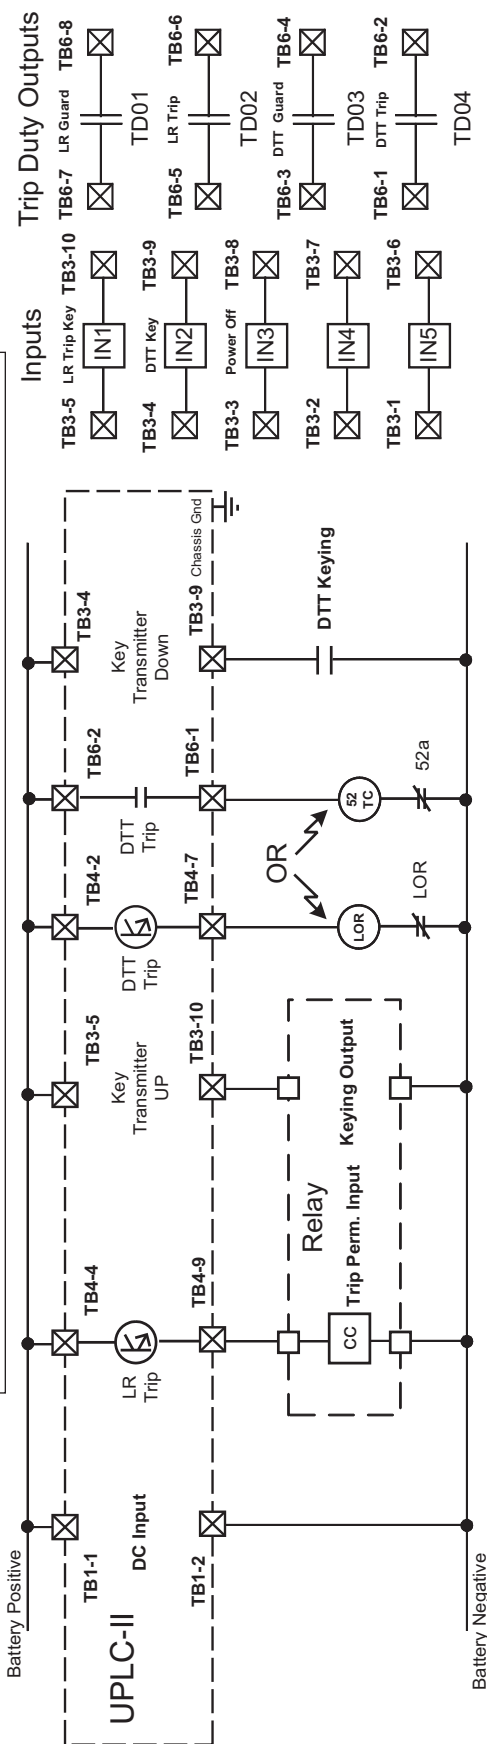 Battery Positive
UPLC-II
TB1-1
DC Input
TB1-2
TB4-4
LR
Trip
TB4-9
TB3-5
Key
Transmitter
UP
TB3-10
TB4-2
DTT
Trip
TB4-7
TB6-2
DTT
Trip
TB6-1
TB3-4
Key
Transmitter
Down
TB3-9
Chassis Gnd
Relay
CC
Trip Perm. Input
Keying Output
OR
LOR
LOR
52
TC
52a
DTT Keying
Battery Negative
Inputs
TB3-5
LR Trip Key
TB3-10
IN1
TB3-4
DTT Key
TB3-9
IN2
TB3-3
Power Off
TB3-8
IN3
TB3-2
TB3-7
IN4
TB3-1
TB3-6
IN5
Trip Duty Outputs
TB6-7
LR Guard
TB6-8
TD01
TB6-5
LR Trip
TB6-6
TD02
TB6-3
DTT Guard
TB6-4
TD03
TB6-1
DTT Trip
TB6-2
TD04